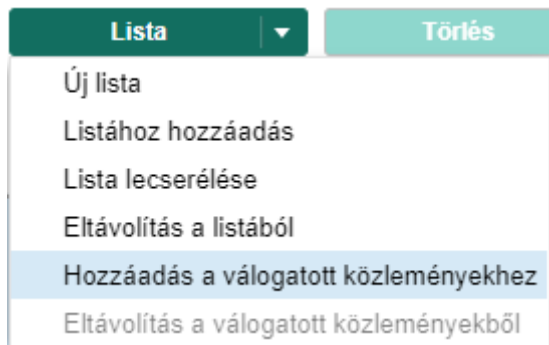 Lista
Törlés
Új lista
Listához hozzáadás
Lista lecserélése
Eltávolítás a listából
Hozzáadás a válogatott közleményekhez
Eltávolítás a válogatott közleményekből